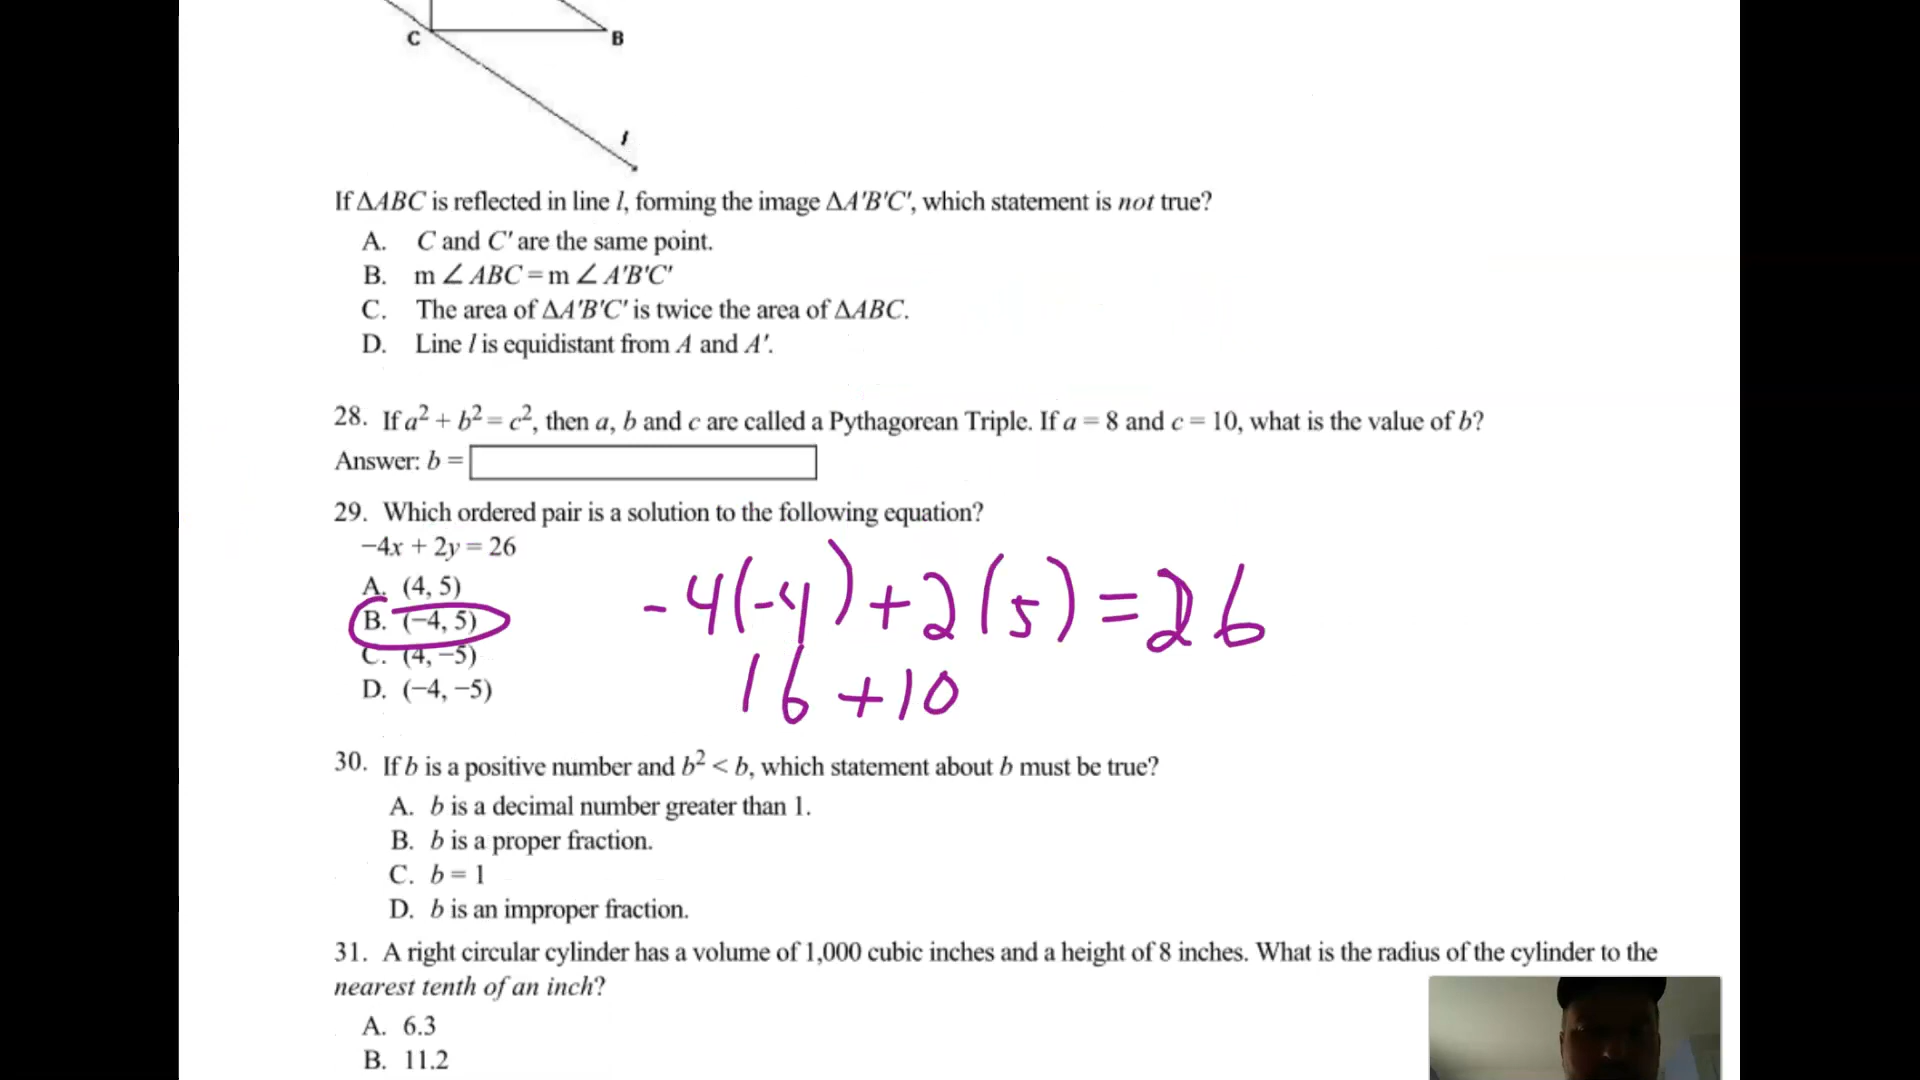 C B
l
If ΔABC is reflected in line l, forming the image ΔA'B'C', which statement is not true?
A. C and C' are the same point.
B. m ∠ ABC = m ∠ A'B'C'
C. The area of ΔA'B'C' is twice the area of ΔABC.
D. Line l is equidistant from A and A'.
28. If a² + b² = c², then a, b and c are called a Pythagorean Triple. If a = 8 and c = 10, what is the value of b?
Answer: b =
29. Which ordered pair is a solution to the following equation?
−4x + 2y = 26
A. (4, 5)
B. (−4, 5)
C. (4, −5)
D. (−4, −5)
-4(-4)+2(5)=26
16+10
30. If b is a positive number and b² < b, which statement about b must be true?
A. b is a decimal number greater than 1.
B. b is a proper fraction.
C. b = 1
D. b is an improper fraction.
31. A right circular cylinder has a volume of 1,000 cubic inches and a height of 8 inches. What is the radius of the cylinder to the
nearest tenth of an inch?
A. 6.3
B. 11.2